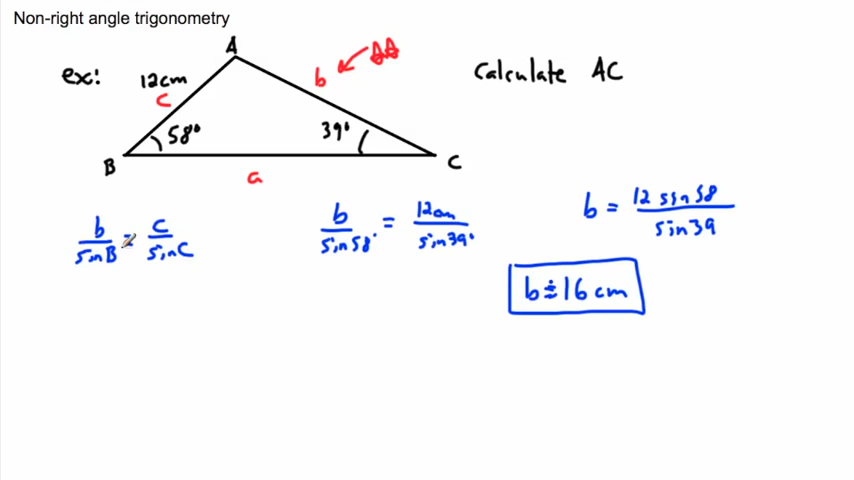 Non-right angle trigonometry
ex: 12cm A b Calculate AC
c
58° 39°
B a C
b/sinB = c/sinC b/sin58° = 12cm/sin39° b = 12 sin58/sin39
b ≑ 16 cm